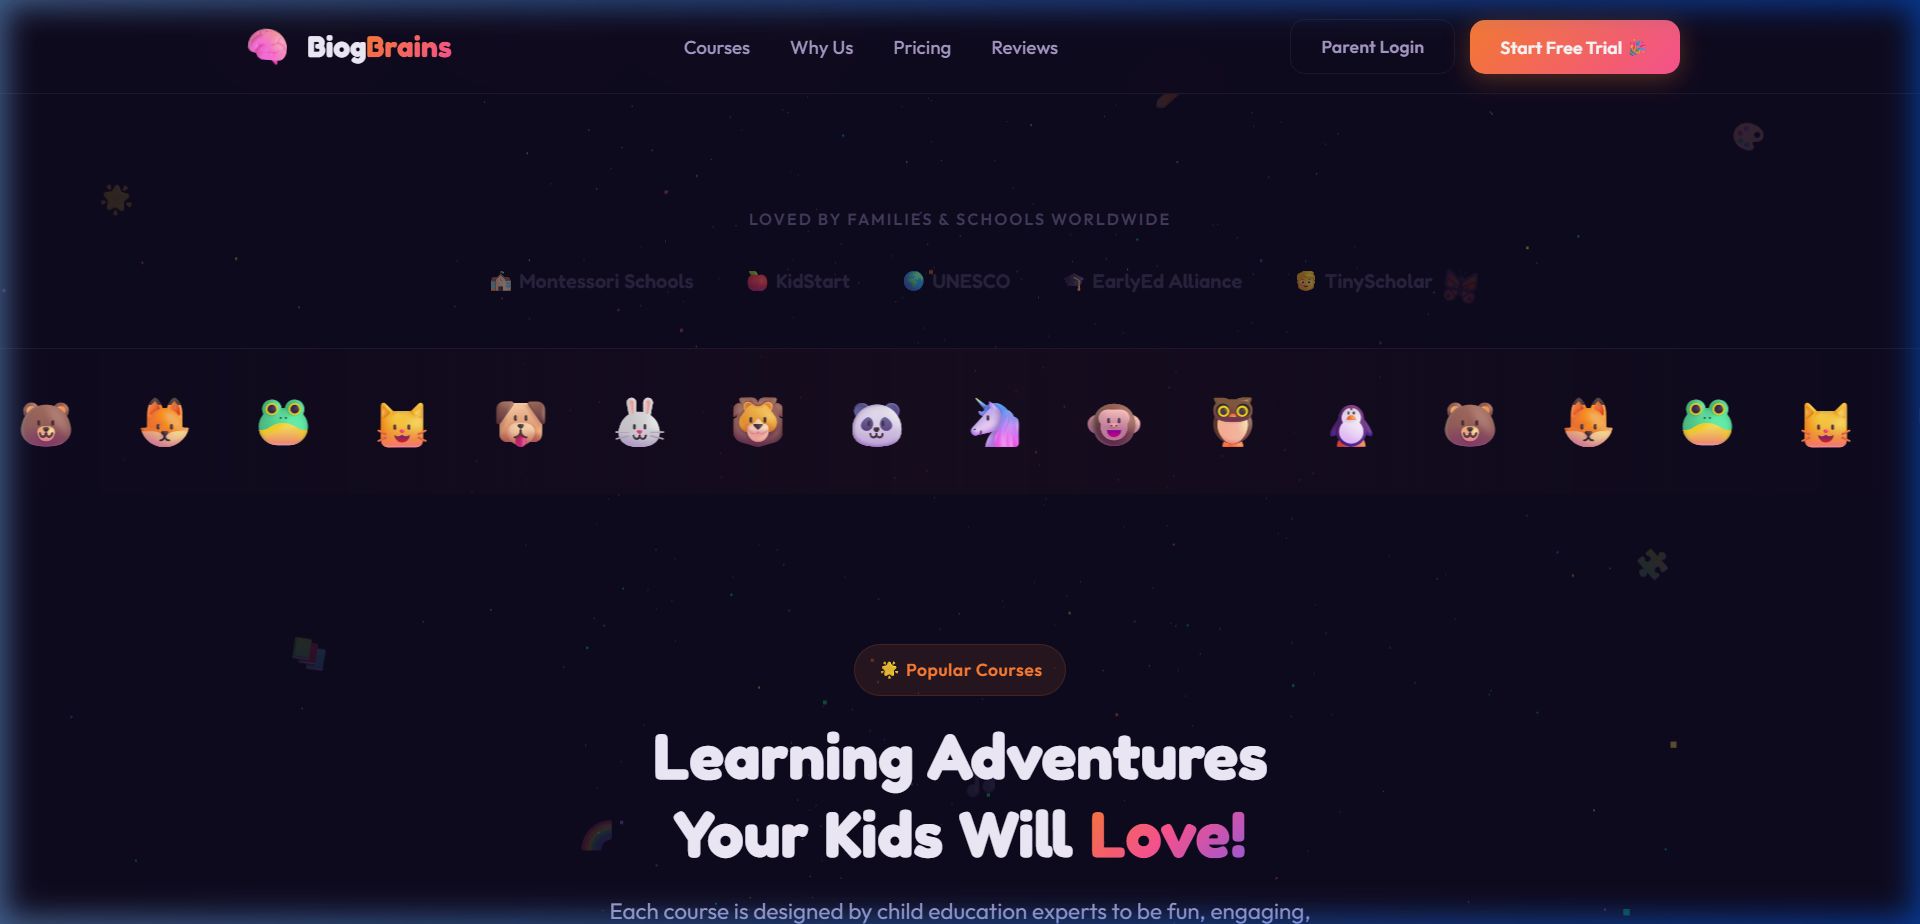 BiogBrains
Courses
Why Us
Pricing
Reviews
Parent Login
Start Free Trial
LOVED BY FAMILIES & SCHOOLS WORLDWIDE
Montessori Schools
KidStart
UNESCO
EarlyEd Alliance
TinyScholar
Popular Courses
Learning Adventures
Your Kids Will Love!
Each course is designed by child education experts to be fun, engaging,